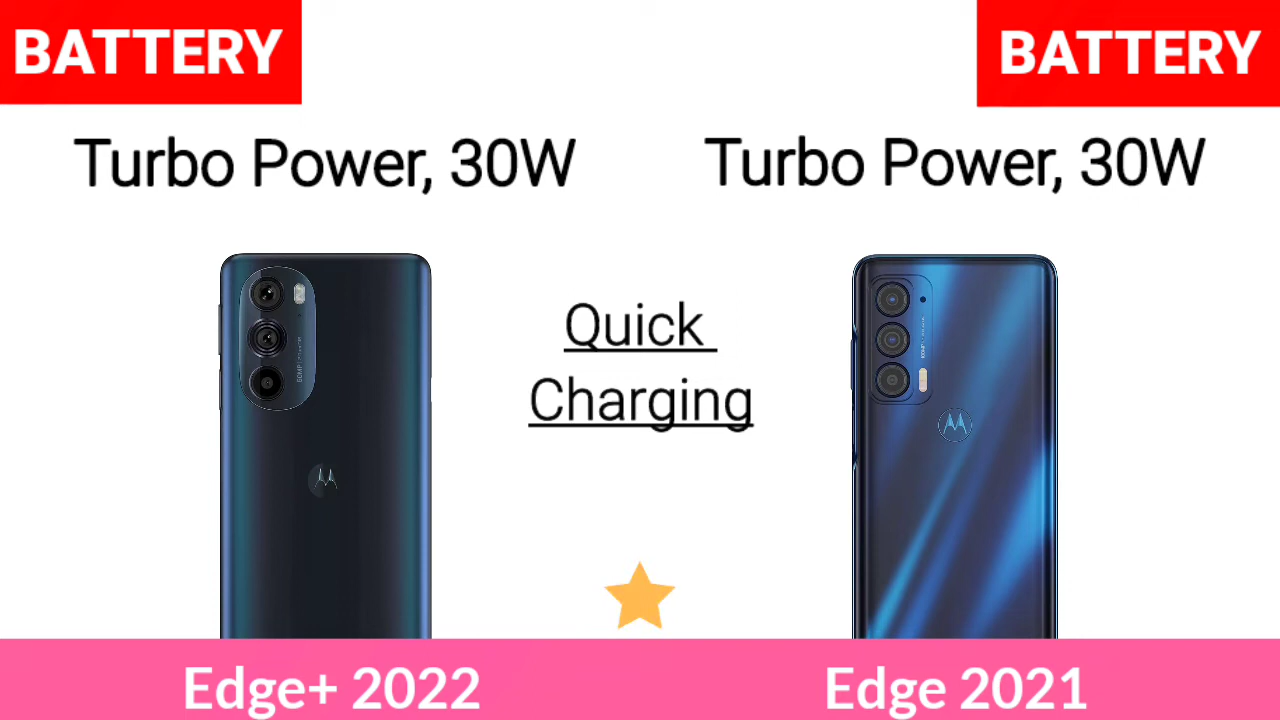 BATTERY
BATTERY
Turbo Power, 30W
Turbo Power, 30W
Quick
Charging
Edge+ 2022
Edge 2021